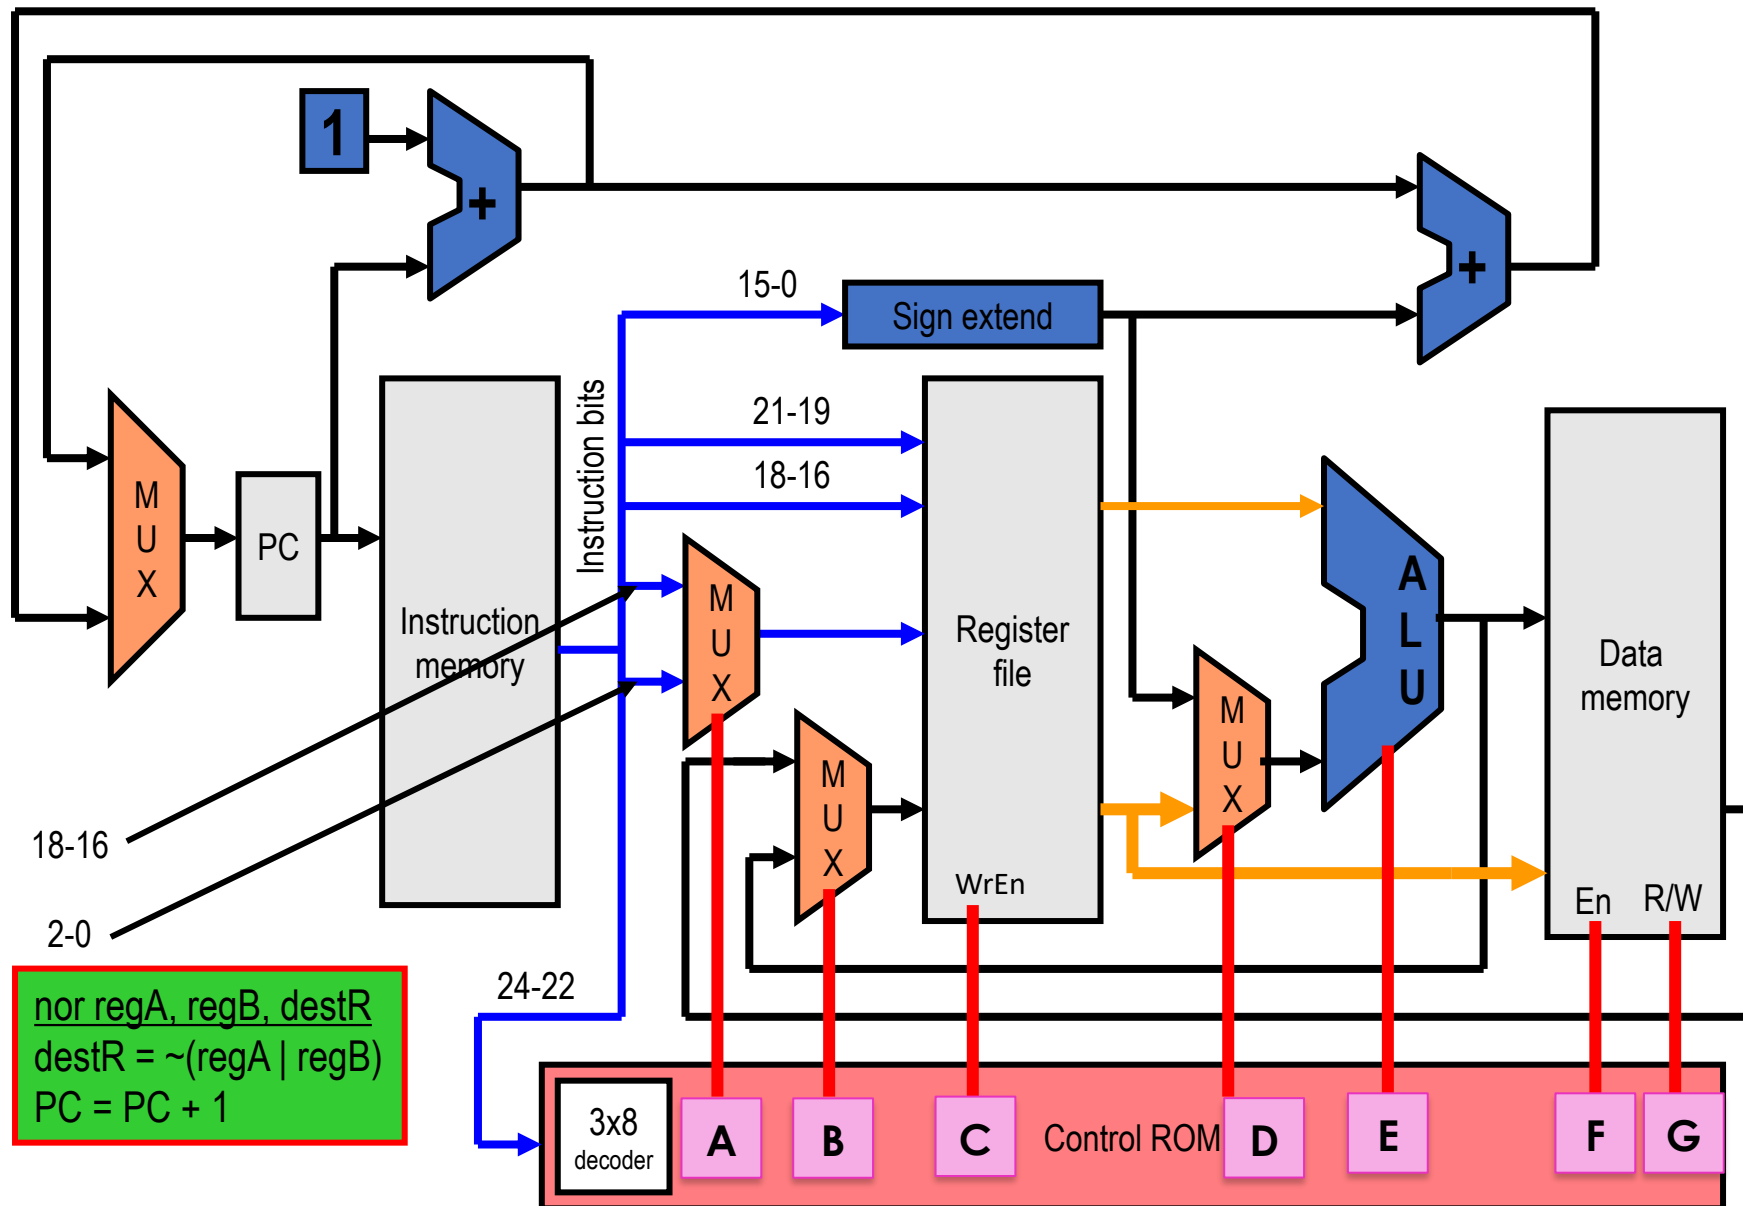 1
+
+
15-0
Sign extend
21-19
18-16
Instruction bits
M
U
X
PC
Instruction
memory
M
U
X
Register
file
WrEn
M
U
X
M
U
X
A
L
U
Data
memory
En
R/W
18-16
2-0
24-22
nor regA, regB, destR
destR = ~(regA | regB)
PC = PC + 1
3x8
decoder
A
B
C
Control ROM
D
E
F
G